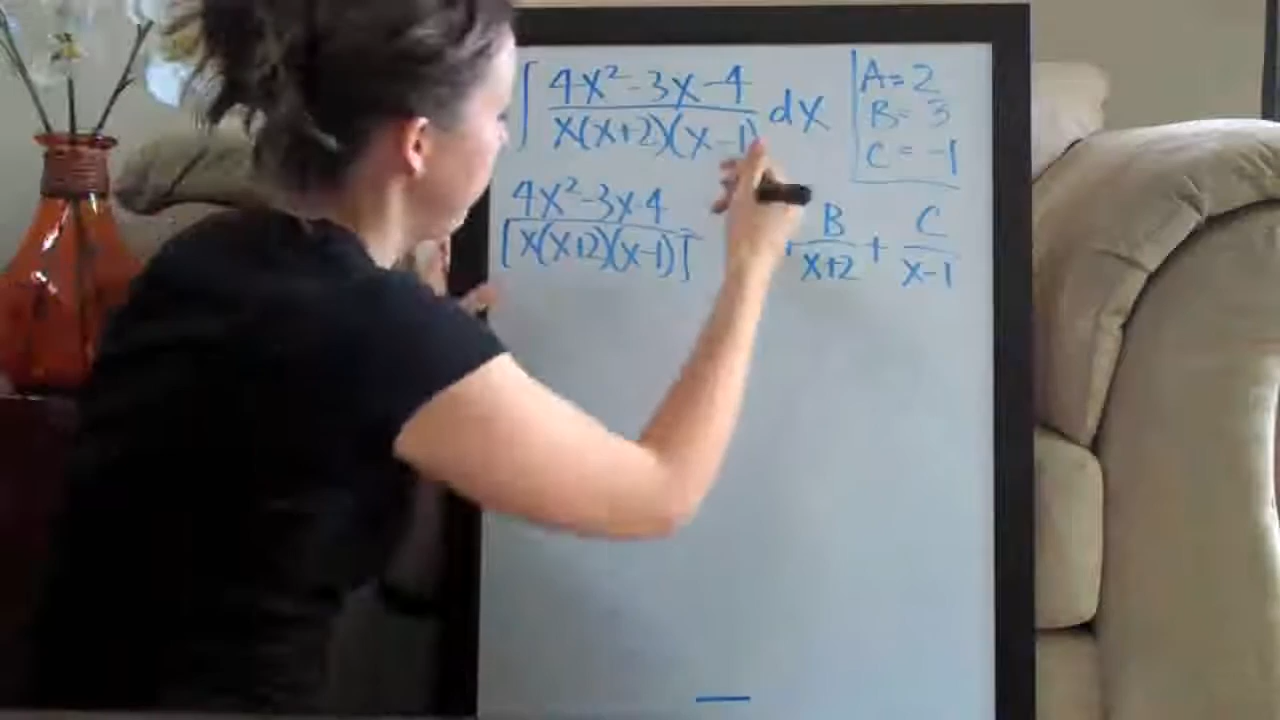 ∫ 4x² - 3x - 4 dx
x(x+2)(x-1)
A = 2
B = 3
C = -1
4x² - 3x - 4
[x(x+2)(x-1)]
+ B + C
x+2 x-1